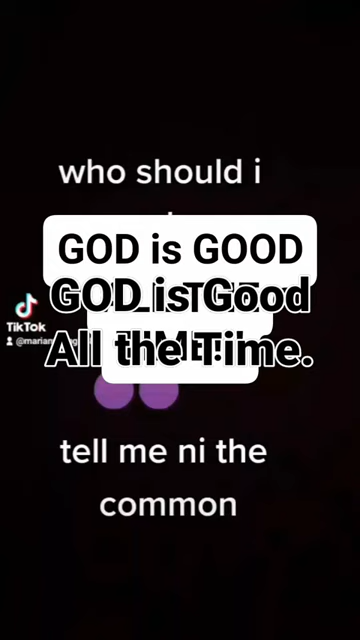 who should i
GOD is GOOD
GOD is Good
All the Time.
TikTok
tell me ni the
common